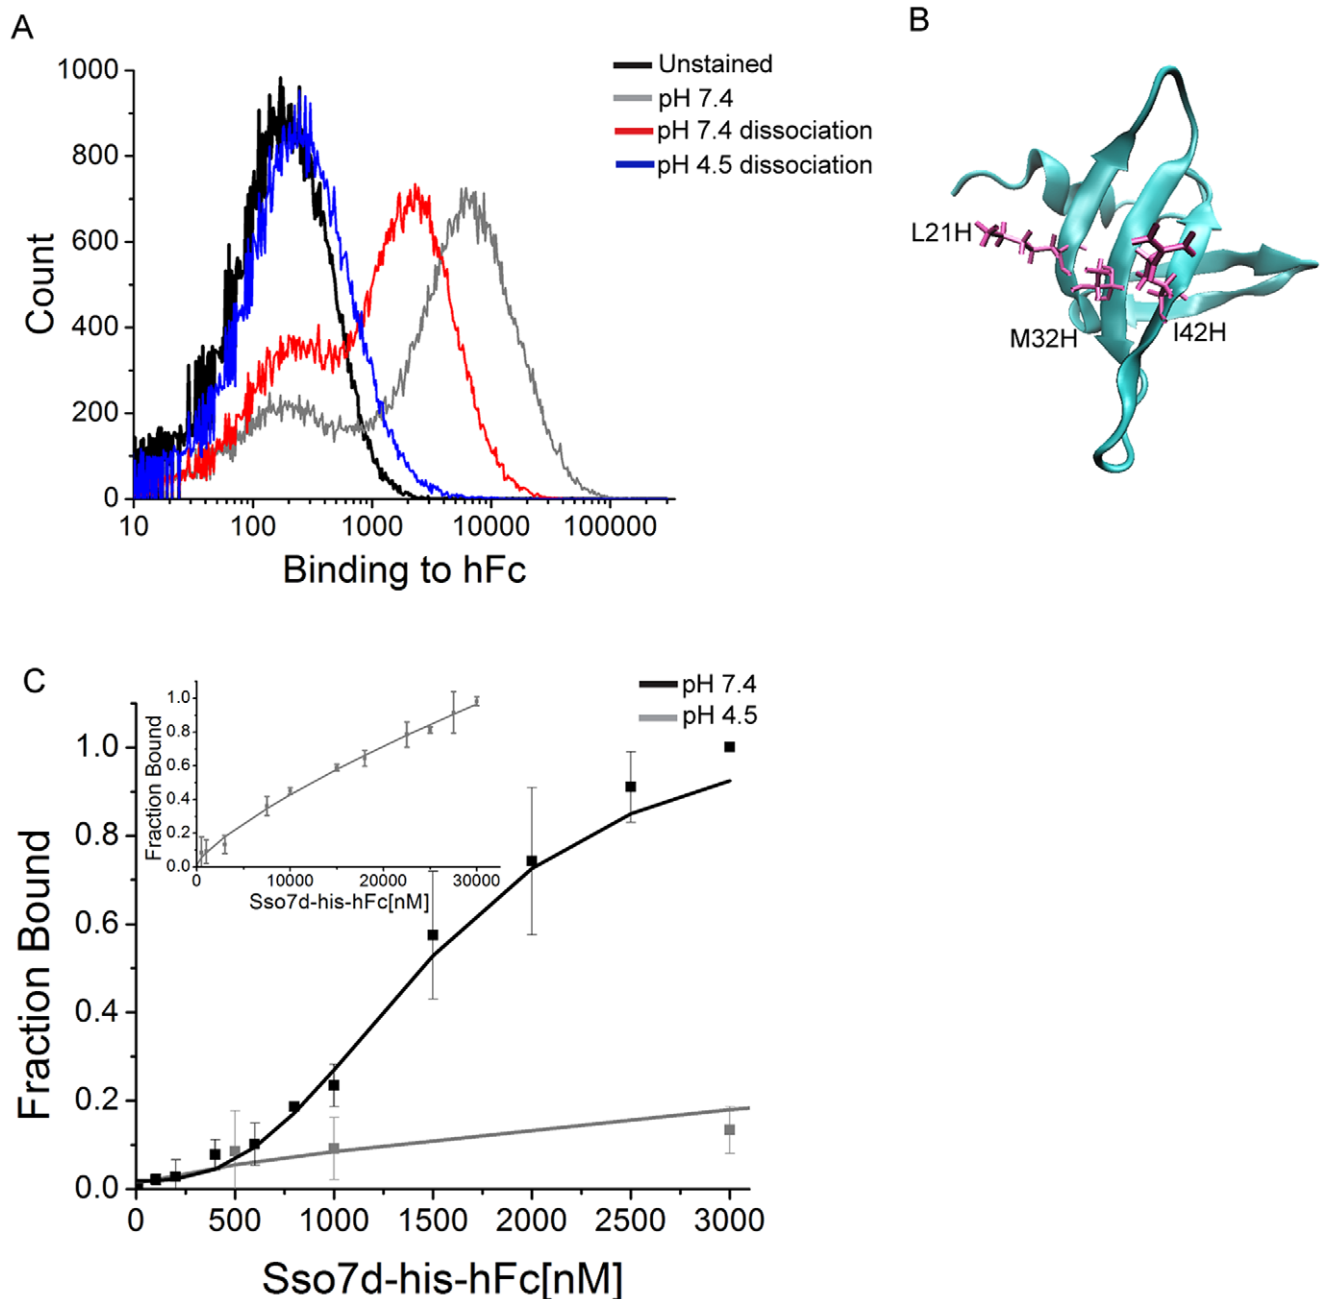 A
Unstained
pH 7.4
pH 7.4 dissociation
pH 4.5 dissociation
1000
800
600
400
200
0
Count
10 100 1000 10000 100000
Binding to hFc
B
L21H
M32H
I42H
C
pH 7.4
pH 4.5
1.0
0.8
0.6
0.4
0.2
0.0
Fraction Bound
0 10000 20000 30000
Sso7d-his-hFc[nM]
1.0
0.8
0.6
0.4
0.2
0.0
Fraction Bound
0 500 1000 1500 2000 2500 3000
Sso7d-his-hFc[nM]